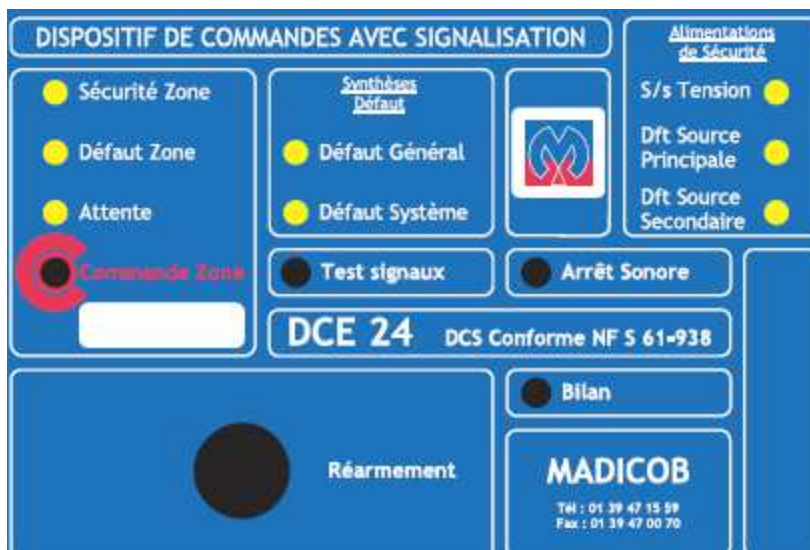 DISPOSITIF DE COMMANDES AVEC SIGNALISATION
Alimentations
de Sécurité
Sécurité Zone
Défaut Zone
Attente
Commande Zone
Synthèses
Défaut
Défaut Général
Défaut Système
S/s Tension
Dft Source
Principale
Dft Source
Secondaire
Test signaux
Arrêt Sonore
DCE 24 DCS Conforme NF S 61-938
Bilan
Réarmement
MADICOB
Tél : 01 39 47 15 59
Fax : 01 39 47 00 70